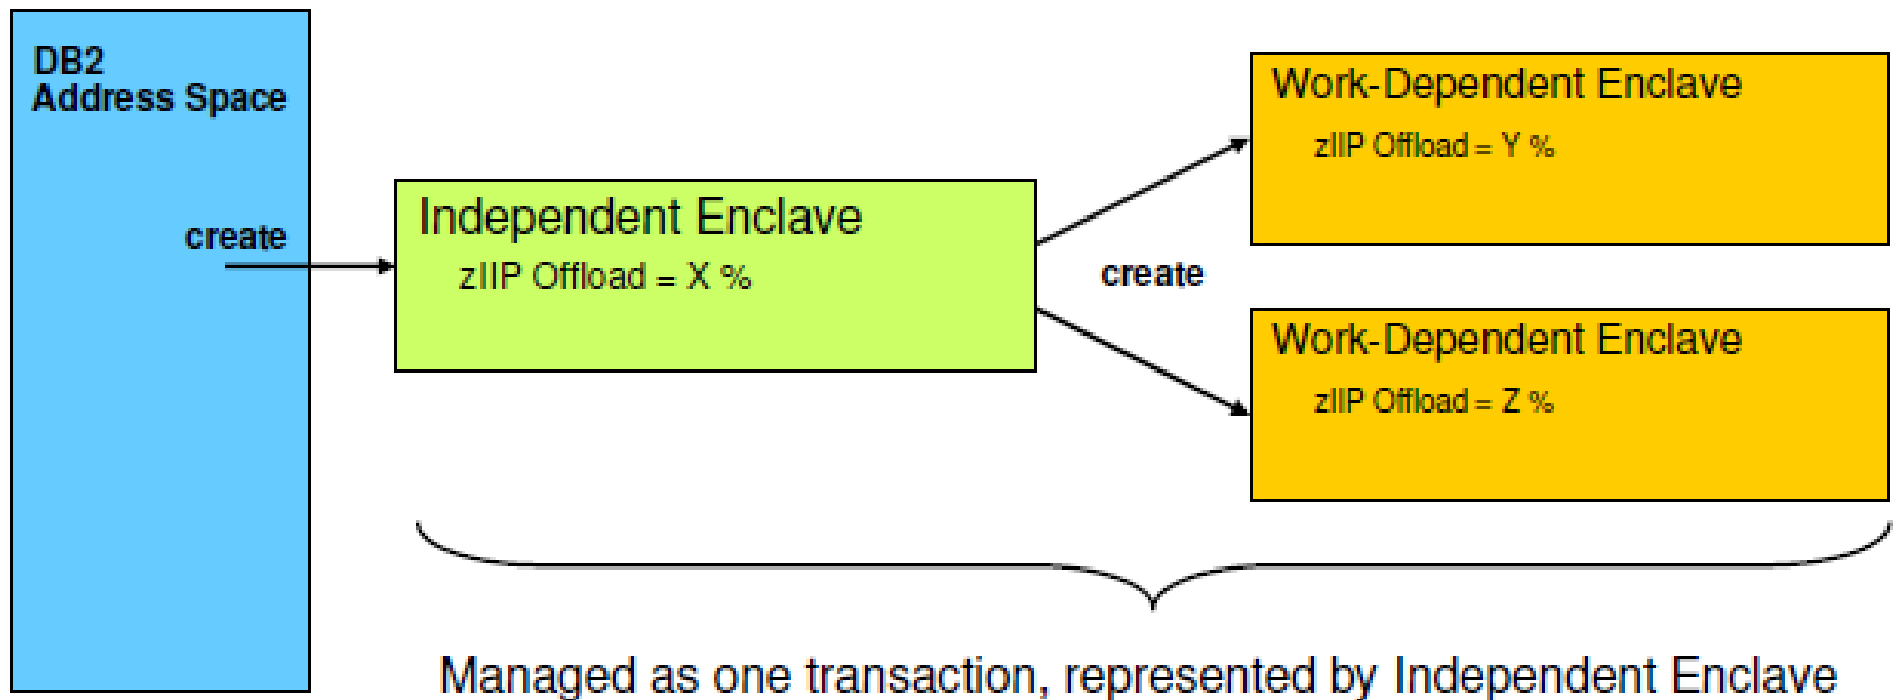 DB2
Address Space
create
Independent Enclave
zIIP Offload = X %
create
Work-Dependent Enclave
zIIP Offload = Y %
Work-Dependent Enclave
zIIP Offload = Z %
Managed as one transaction, represented by Independent Enclave